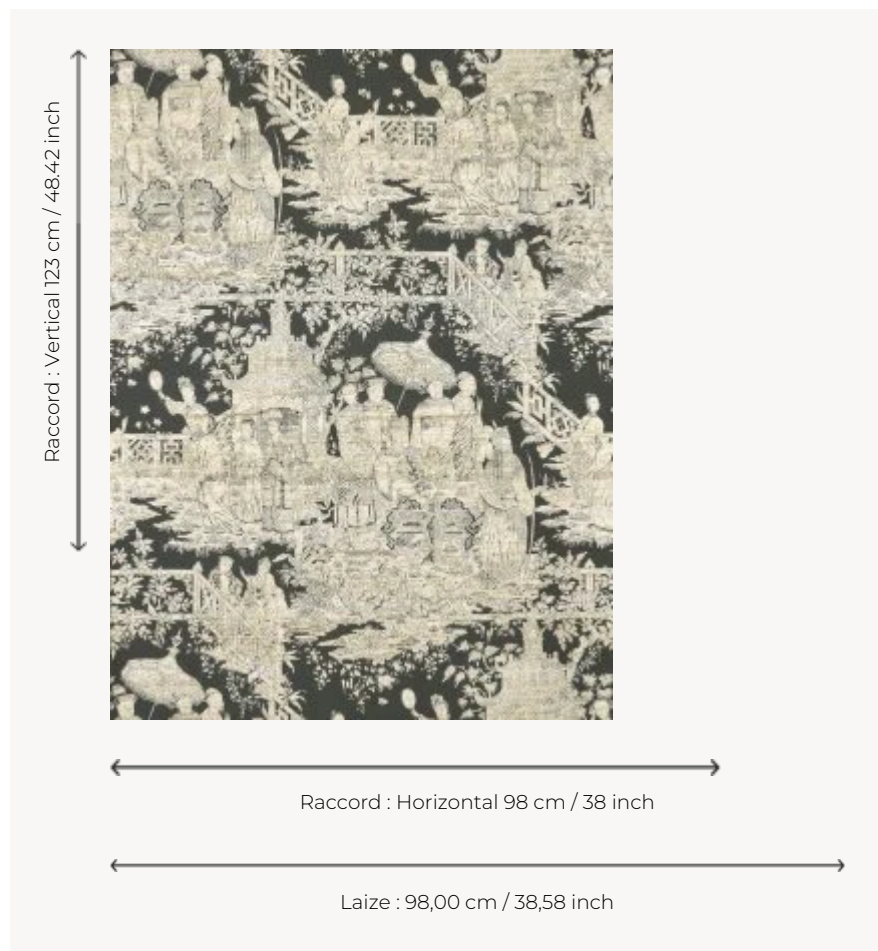 Raccord : Vertical 123 cm / 48.42 inch
Raccord : Horizontal 98 cm / 38 inch
Laize : 98,00 cm / 38,58 inch